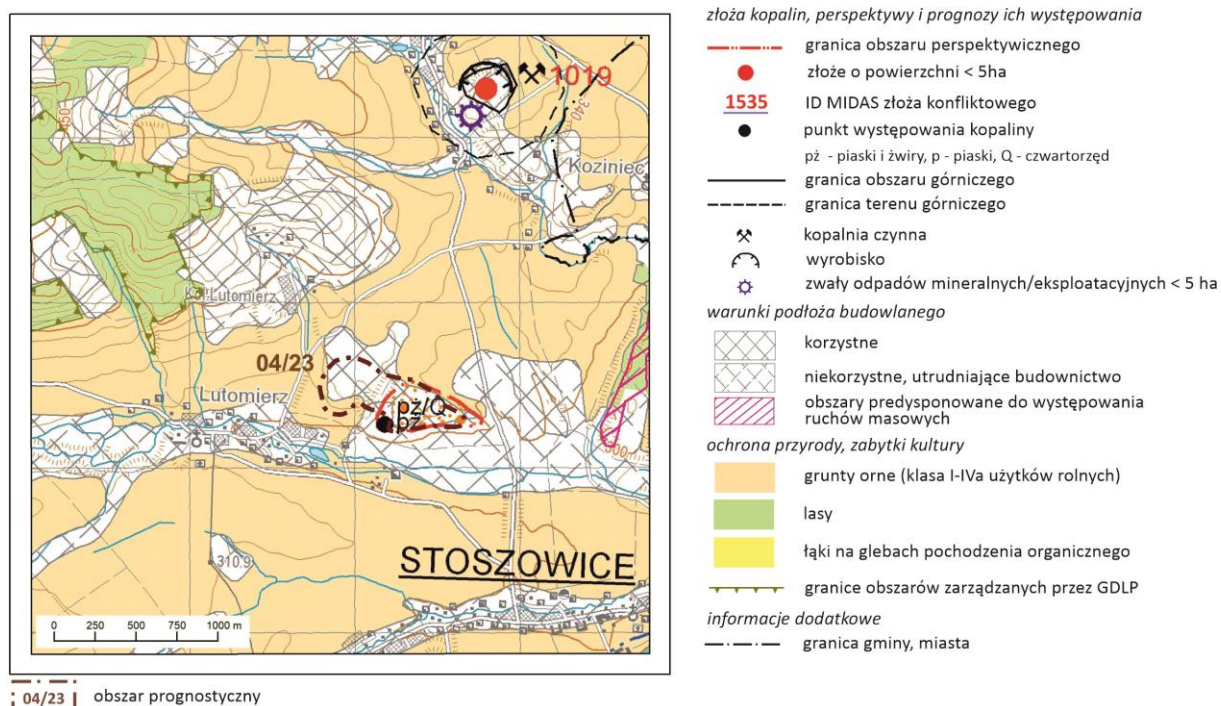 1019
340
450
Koziniec
Kol. Lutomierz
04/23
Lutomierz
pż/Q
pż
300
STOSZOWICE
310.9
0 250 500 750 1000 m
04/23 obszar prognostyczny
złoża kopalin, perspektywy i prognozy ich występowania
granica obszaru perspektywicznego
złoże o powierzchni < 5ha
1535 ID MIDAS złoża konfliktowego
punkt występowania kopaliny
pż - piaski i żwiry, p - piaski, Q - czwartorzęd
granica obszaru górniczego
granica terenu górniczego
kopalnia czynna
wyrobisko
zwały odpadów mineralnych/eksploatacyjnych < 5 ha
warunki podłoża budowlanego
korzystne
niekorzystne, utrudniające budownictwo
obszary predysponowane do występowania
ruchów masowych
ochrona przyrody, zabytki kultury
grunty orne (klasa I-IVa użytków rolnych)
lasy
łąki na glebach pochodzenia organicznego
granice obszarów zarządzanych przez GDLP
informacje dodatkowe
granica gminy, miasta